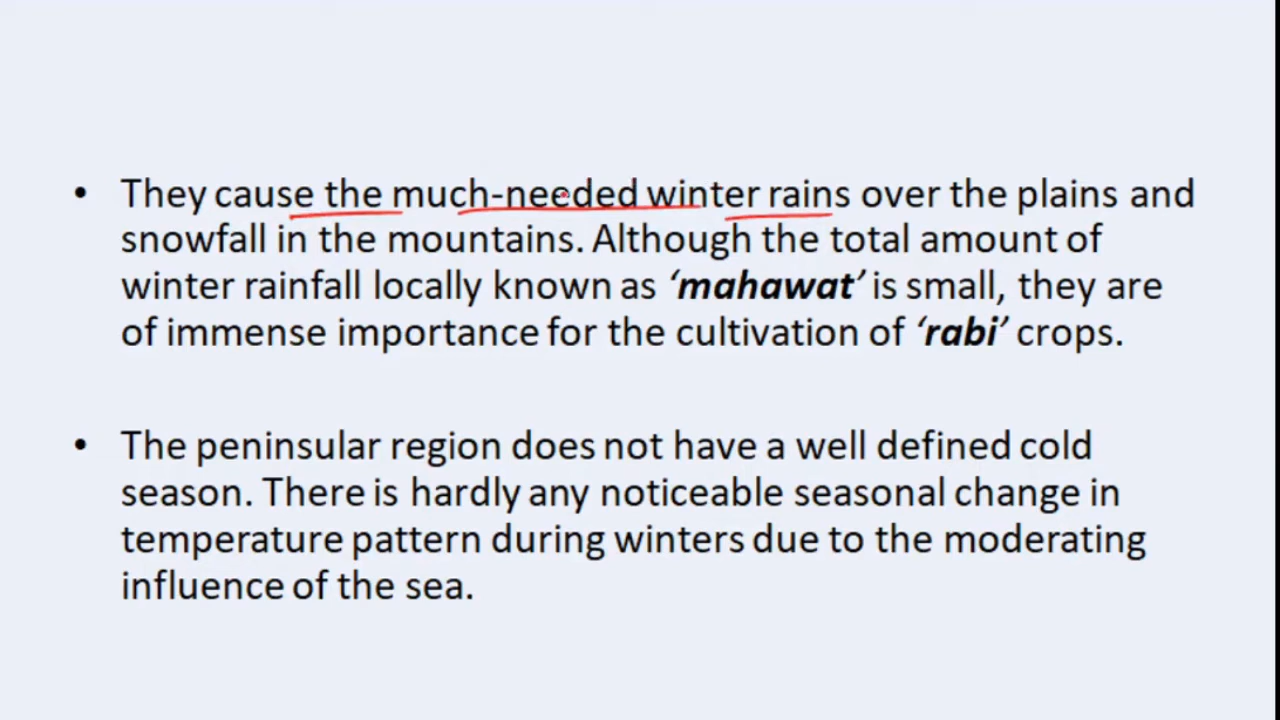 • They cause the much-needed winter rains over the plains and
snowfall in the mountains. Although the total amount of
winter rainfall locally known as ‘mahawat’ is small, they are
of immense importance for the cultivation of ‘rabi’ crops.
• The peninsular region does not have a well defined cold
season. There is hardly any noticeable seasonal change in
temperature pattern during winters due to the moderating
influence of the sea.